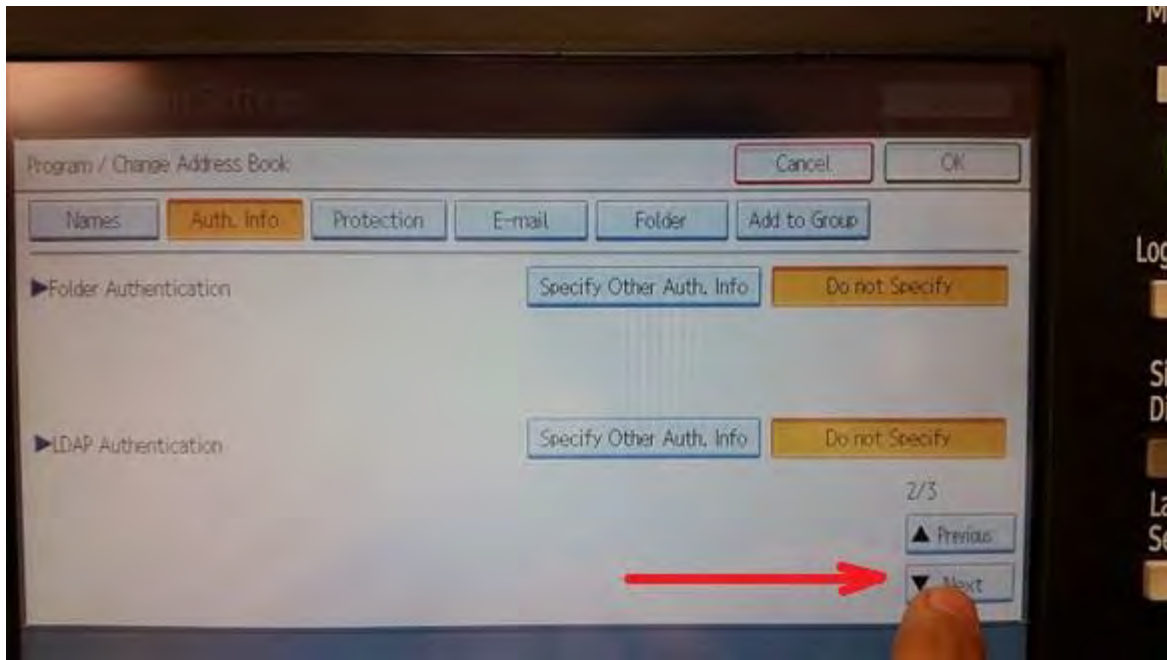 Program / Change Address Book
Cancel
OK
Names
Auth. Info
Protection
E-mail
Folder
Add to Group
▶Folder Authentication
Specify Other Auth. Info
Do not Specify
▶LDAP Authentication
Specify Other Auth. Info
Do not Specify
2/3
▲ Previous
▼ Next